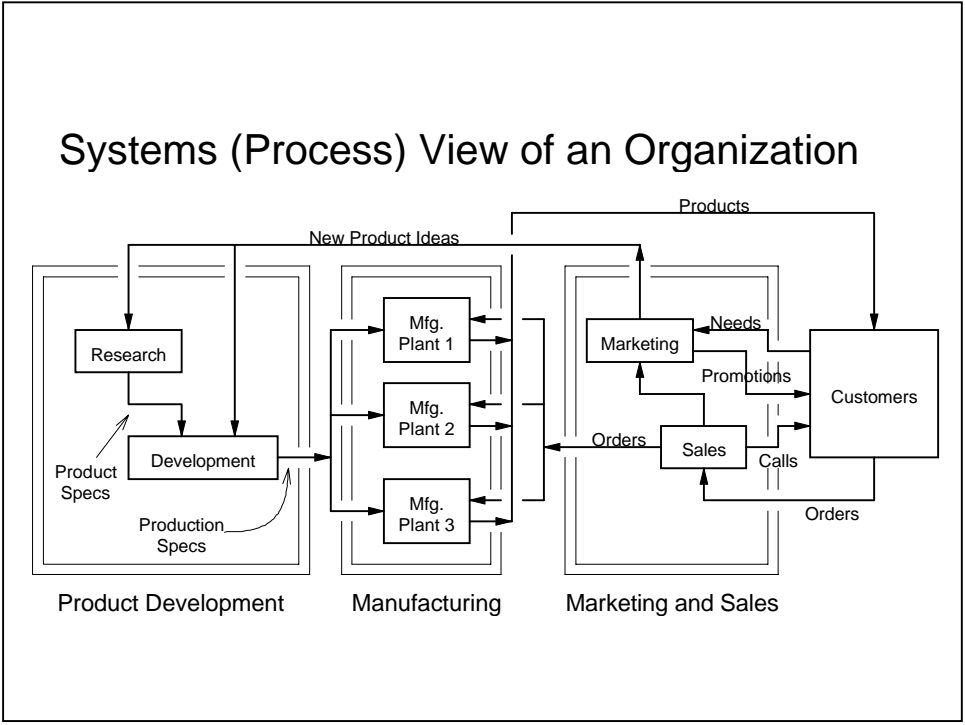 Systems (Process) View of an Organization
Products
New Product Ideas
Mfg.
Plant 1
Needs
Marketing
Research
Promotions
Customers
Mfg.
Plant 2
Orders
Sales
Development
Calls
Product
Specs
Mfg.
Plant 3
Orders
Production
Specs
Product Development
Manufacturing
Marketing and Sales